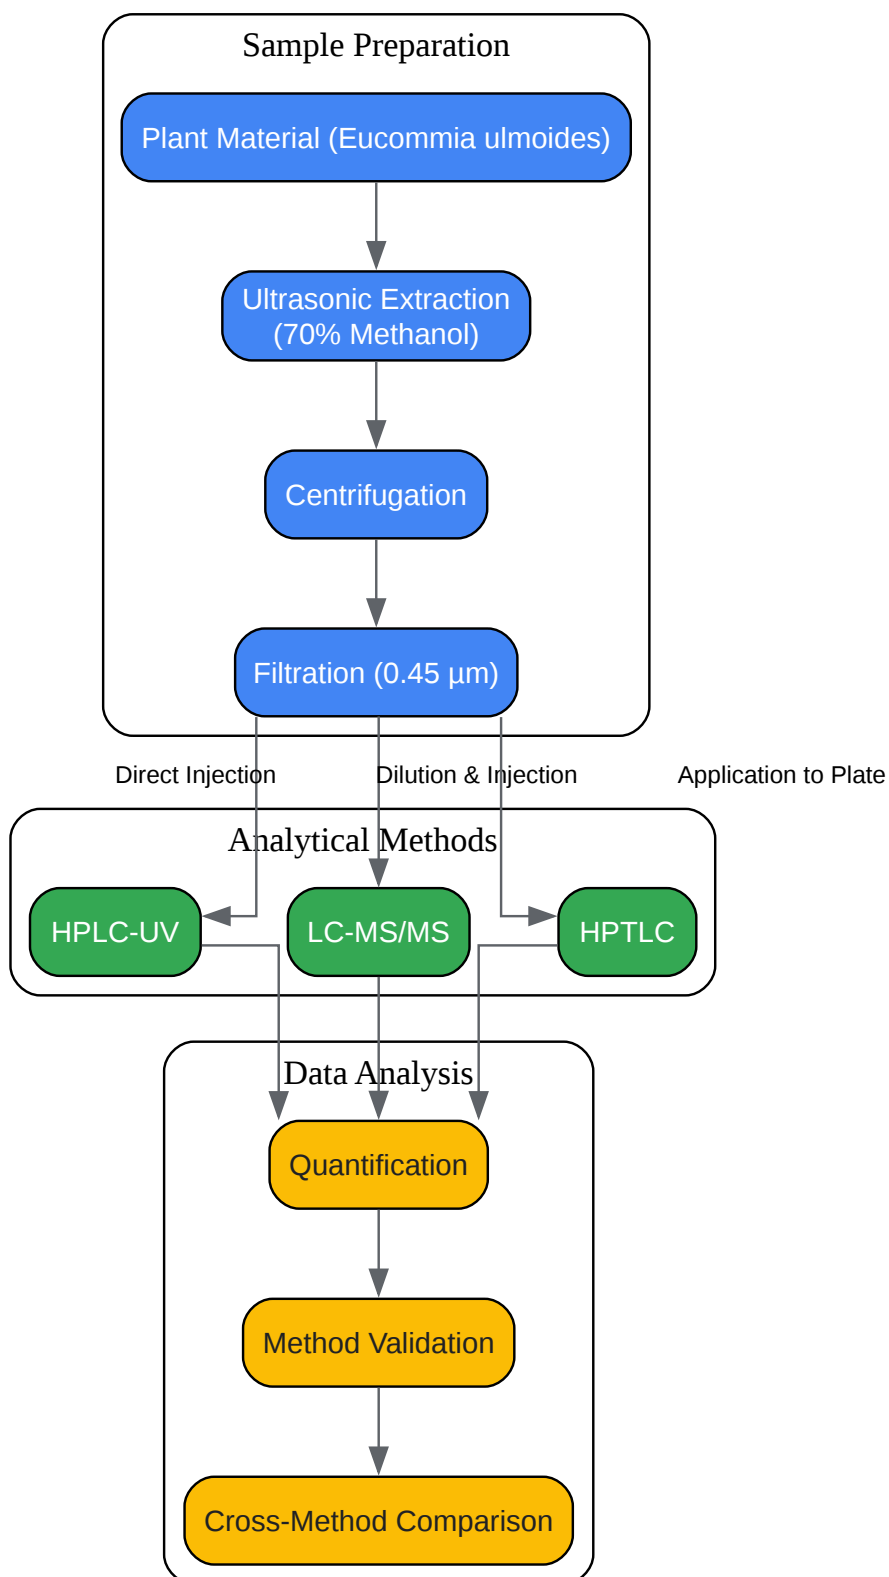 Sample Preparation
Plant Material (Eucommia ulmoides)
Ultrasonic Extraction
(70% Methanol)
Centrifugation
Filtration (0.45 µm)
Direct Injection
Dilution & Injection
Application to Plate
Analytical Methods
HPLC-UV
LC-MS/MS
HPTLC
Data Analysis
Quantification
Method Validation
Cross-Method Comparison